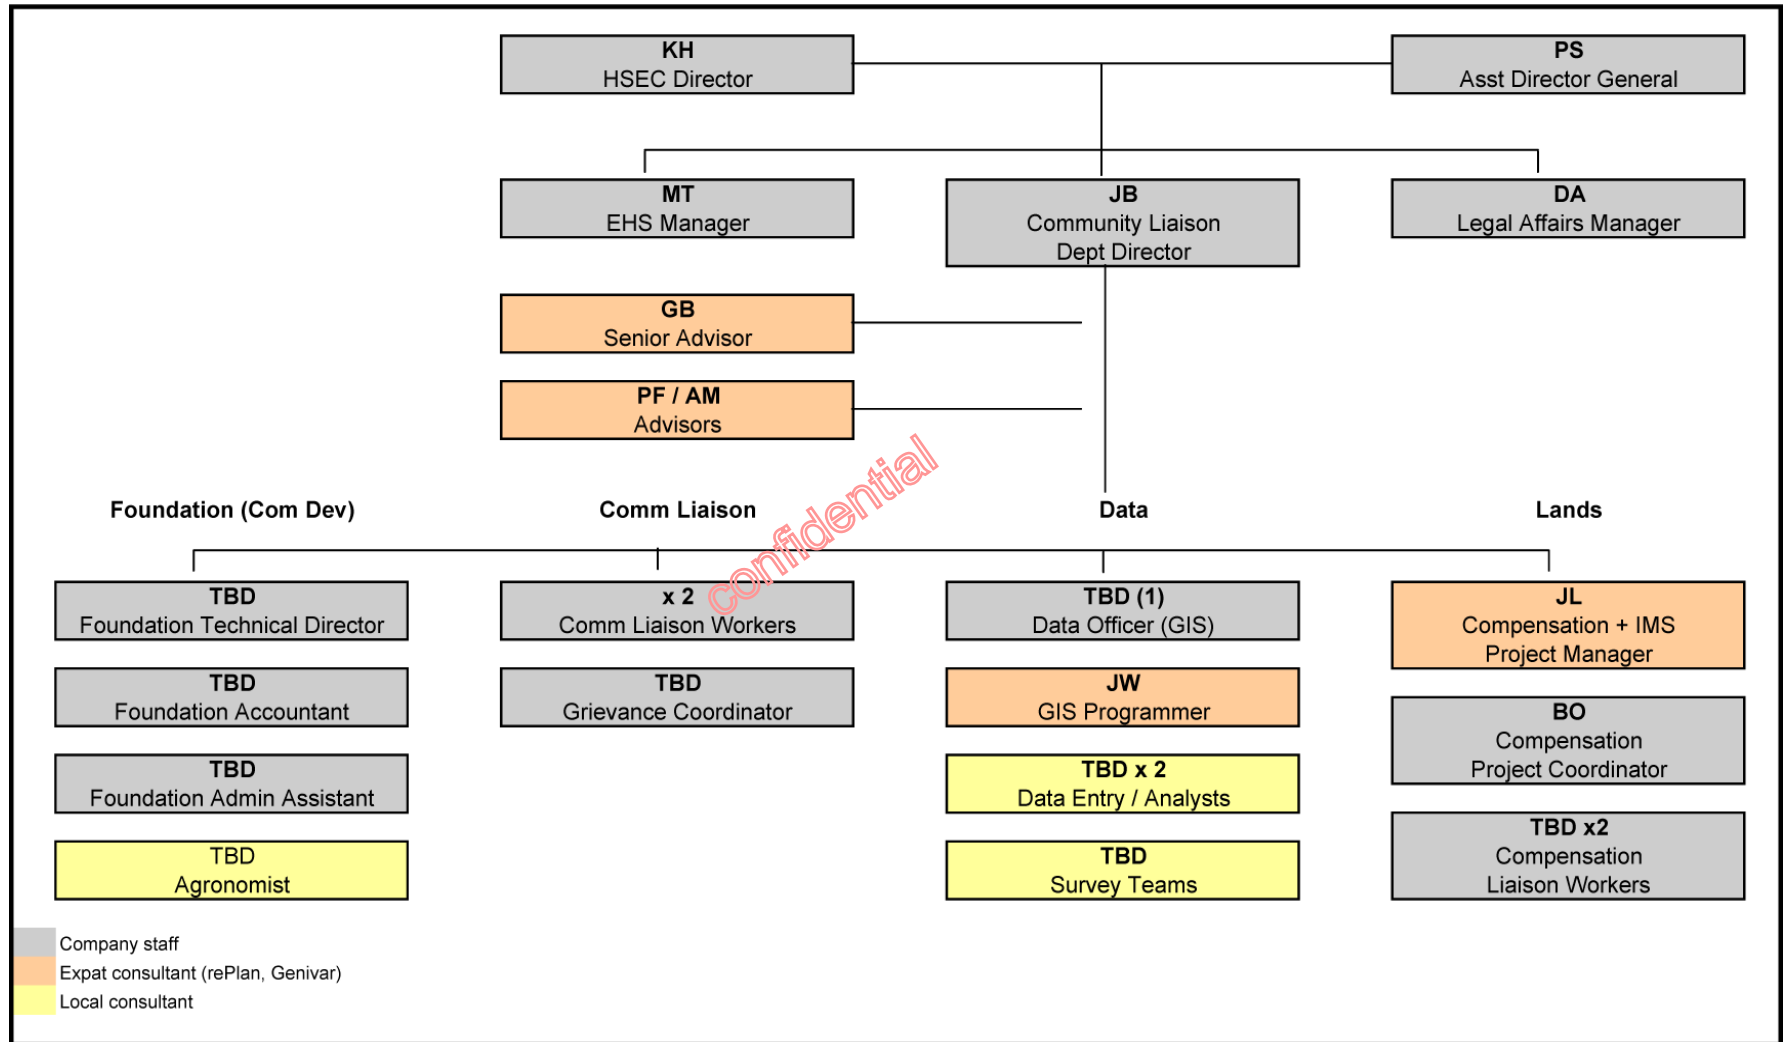 KH
HSEC Director
PS
Asst Director General
MT
EHS Manager
JB
Community Liaison
Dept Director
DA
Legal Affairs Manager
GB
Senior Advisor
PF / AM
Advisors
confidential
Foundation (Com Dev)
Comm Liaison
Data
Lands
TBD
Foundation Technical Director
TBD
Foundation Accountant
TBD
Foundation Admin Assistant
TBD
Agronomist
x 2
Comm Liaison Workers
TBD
Grievance Coordinator
TBD (1)
Data Officer (GIS)
JW
GIS Programmer
TBD x 2
Data Entry / Analysts
TBD
Survey Teams
JL
Compensation + IMS
Project Manager
BO
Compensation
Project Coordinator
TBD x2
Compensation
Liaison Workers
Company staff
Expat consultant (rePlan, Genivar)
Local consultant